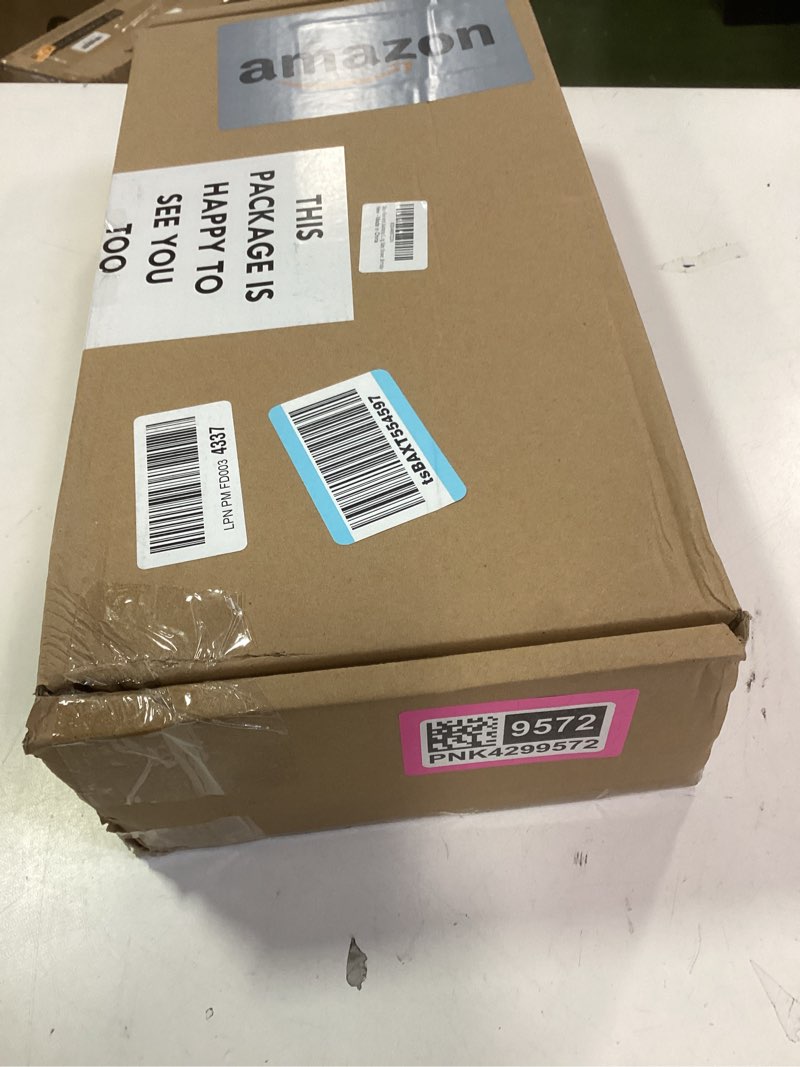 amazon
THIS
PACKAGE IS
HAPPY TO
SEE YOU
TOO
LPN PM FD003 4337
tsBAXT554597
9572
PNK4299572